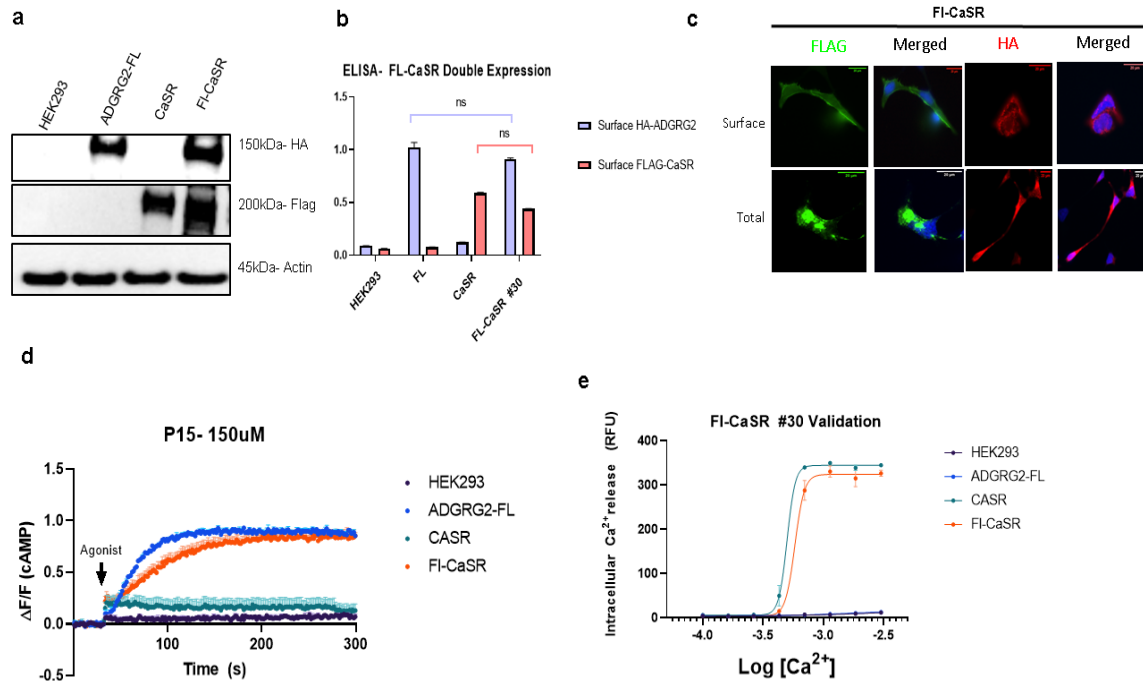 a
HEK293
ADGRG2-FL
CaSR
Fl-CaSR
150kDa- HA
200kDa- Flag
45kDa- Actin
b
ELISA- FL-CaSR Double Expression
ns
ns
1.5
1.0
0.5
0.0
HEK293
FL
CaSR
FL-CaSR #30
Surface HA-ADGRG2
Surface FLAG-CaSR
c
Fl-CaSR
FLAG Merged HA Merged
Surface
Total
d
P15- 150uM
ΔF/F (cAMP)
1.5
1.0
0.5
0.0
-0.5
Agonist
100 200 300
Time (s)
HEK293
ADGRG2-FL
CASR
FI-CaSR
e
FI-CaSR #30 Validation
Intracellular Ca2+ release (RFU)
400
300
200
100
0
-4.0 -3.5 -3.0 -2.5
Log [Ca2+]
HEK293
ADGRG2-FL
CASR
FI-CaSR